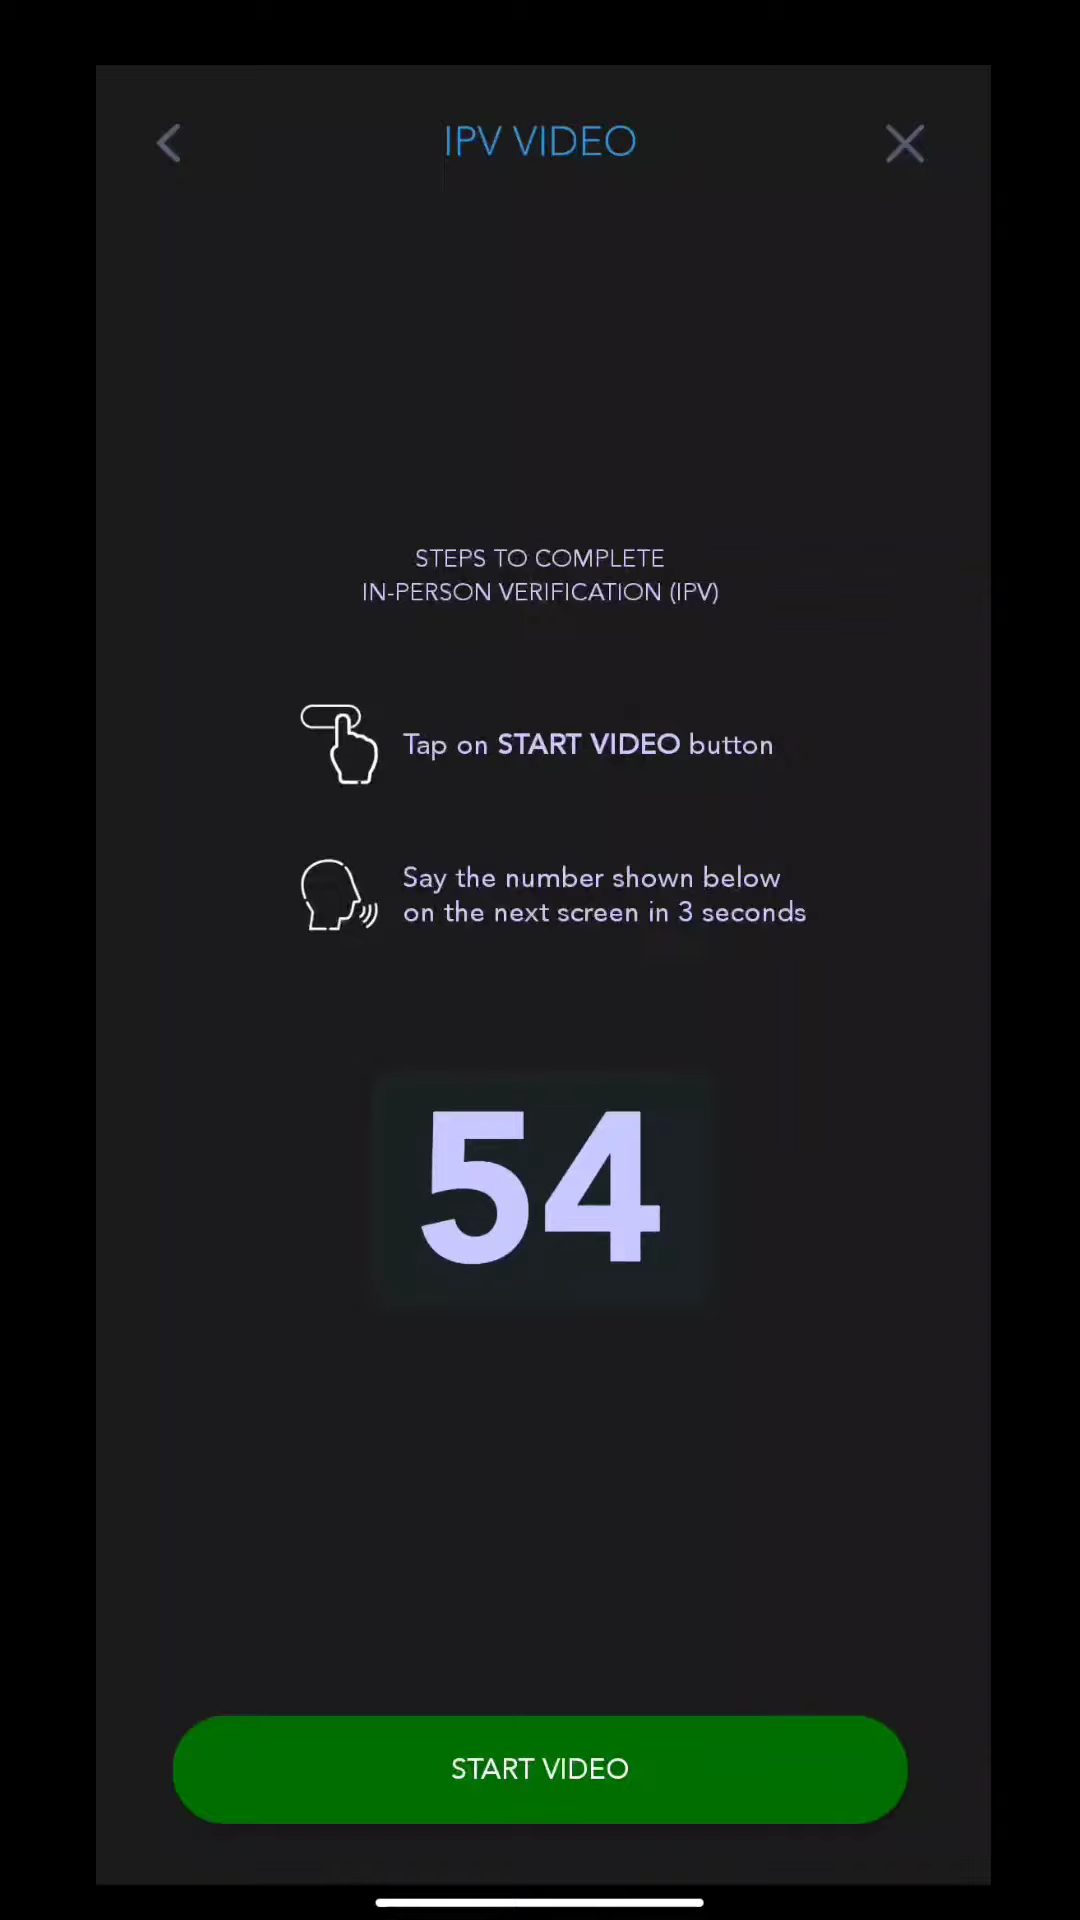 IPV VIDEO
STEPS TO COMPLETE
IN-PERSON VERIFICATION (IPV)
Tap on START VIDEO button
Say the number shown below
on the next screen in 3 seconds
54
START VIDEO